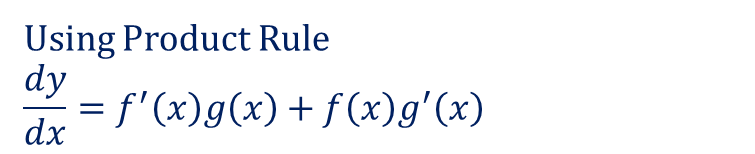 Using Product Rule
dy/dx = f′(x)g(x) + f(x)g′(x)